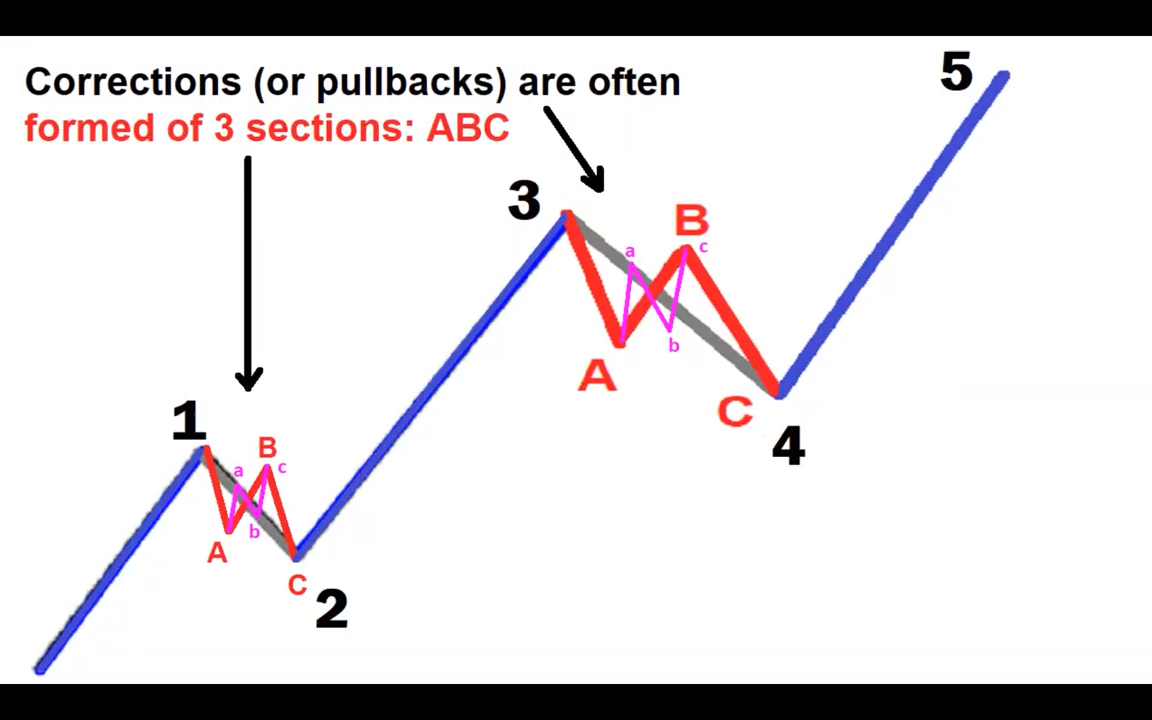 Corrections (or pullbacks) are often
formed of 3 sections: ABC
5
3
B
a
c
b
A
C
4
1
B
a
c
b
A
C
2